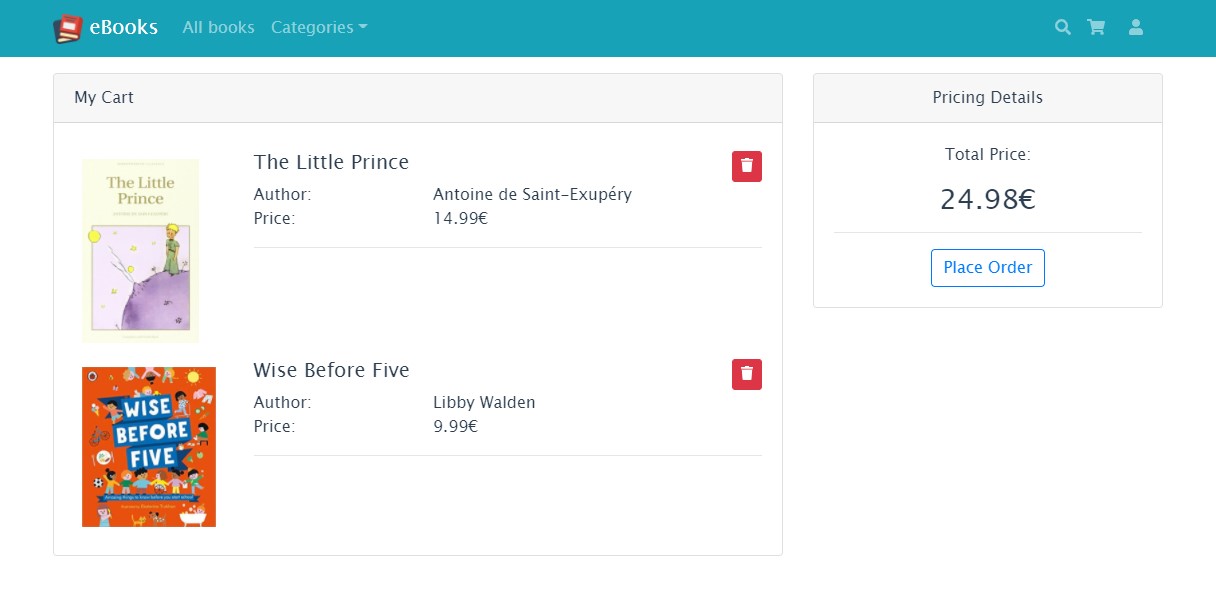 eBooks All books Categories
My Cart
The Little Prince
Author: Antoine de Saint-Exupéry
Price: 14.99€
The Little
Prince
Wise Before Five
Author: Libby Walden
Price: 9.99€
WISE
BEFORE
FIVE
Pricing Details
Total Price:
24.98€
Place Order